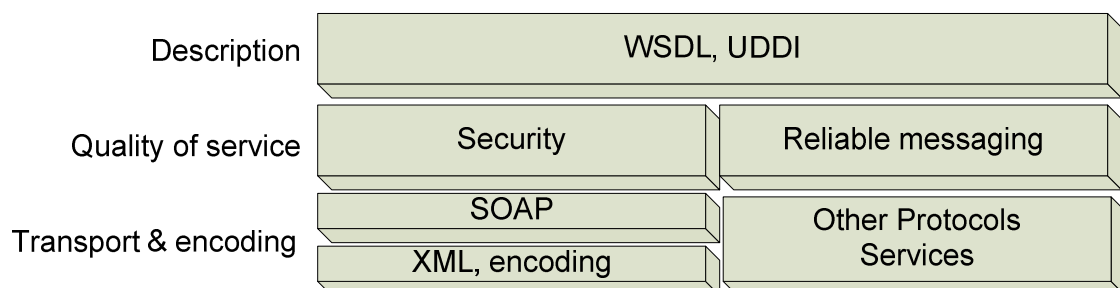 Description
WSDL, UDDI
Quality of service
Security
Reliable messaging
Transport & encoding
SOAP
XML, encoding
Other Protocols
Services